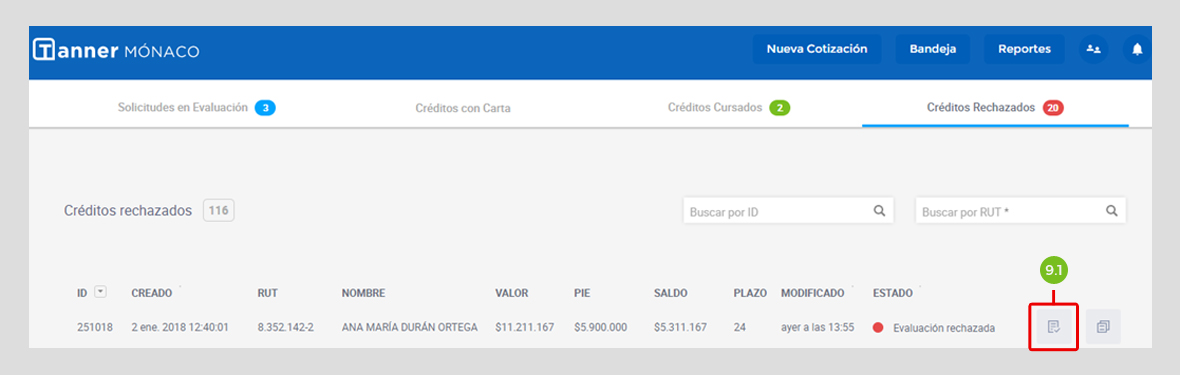 Tanner MÓNACO
Nueva Cotización Bandeja Reportes
Solicitudes en Evaluación 3 Créditos con Carta Créditos Cursados 2 Créditos Rechazados 20
Créditos rechazados 116 Buscar por ID Buscar por RUT *
9.1
ID CREADO RUT NOMBRE VALOR PIE SALDO PLAZO MODIFICADO ESTADO
251018 2 ene. 2018 12:40:01 8.352.142-2 ANA MARÍA DURÁN ORTEGA $11.211.167 $5.900.000 $5.311.167 24 ayer a las 13:55 Evaluación rechazada